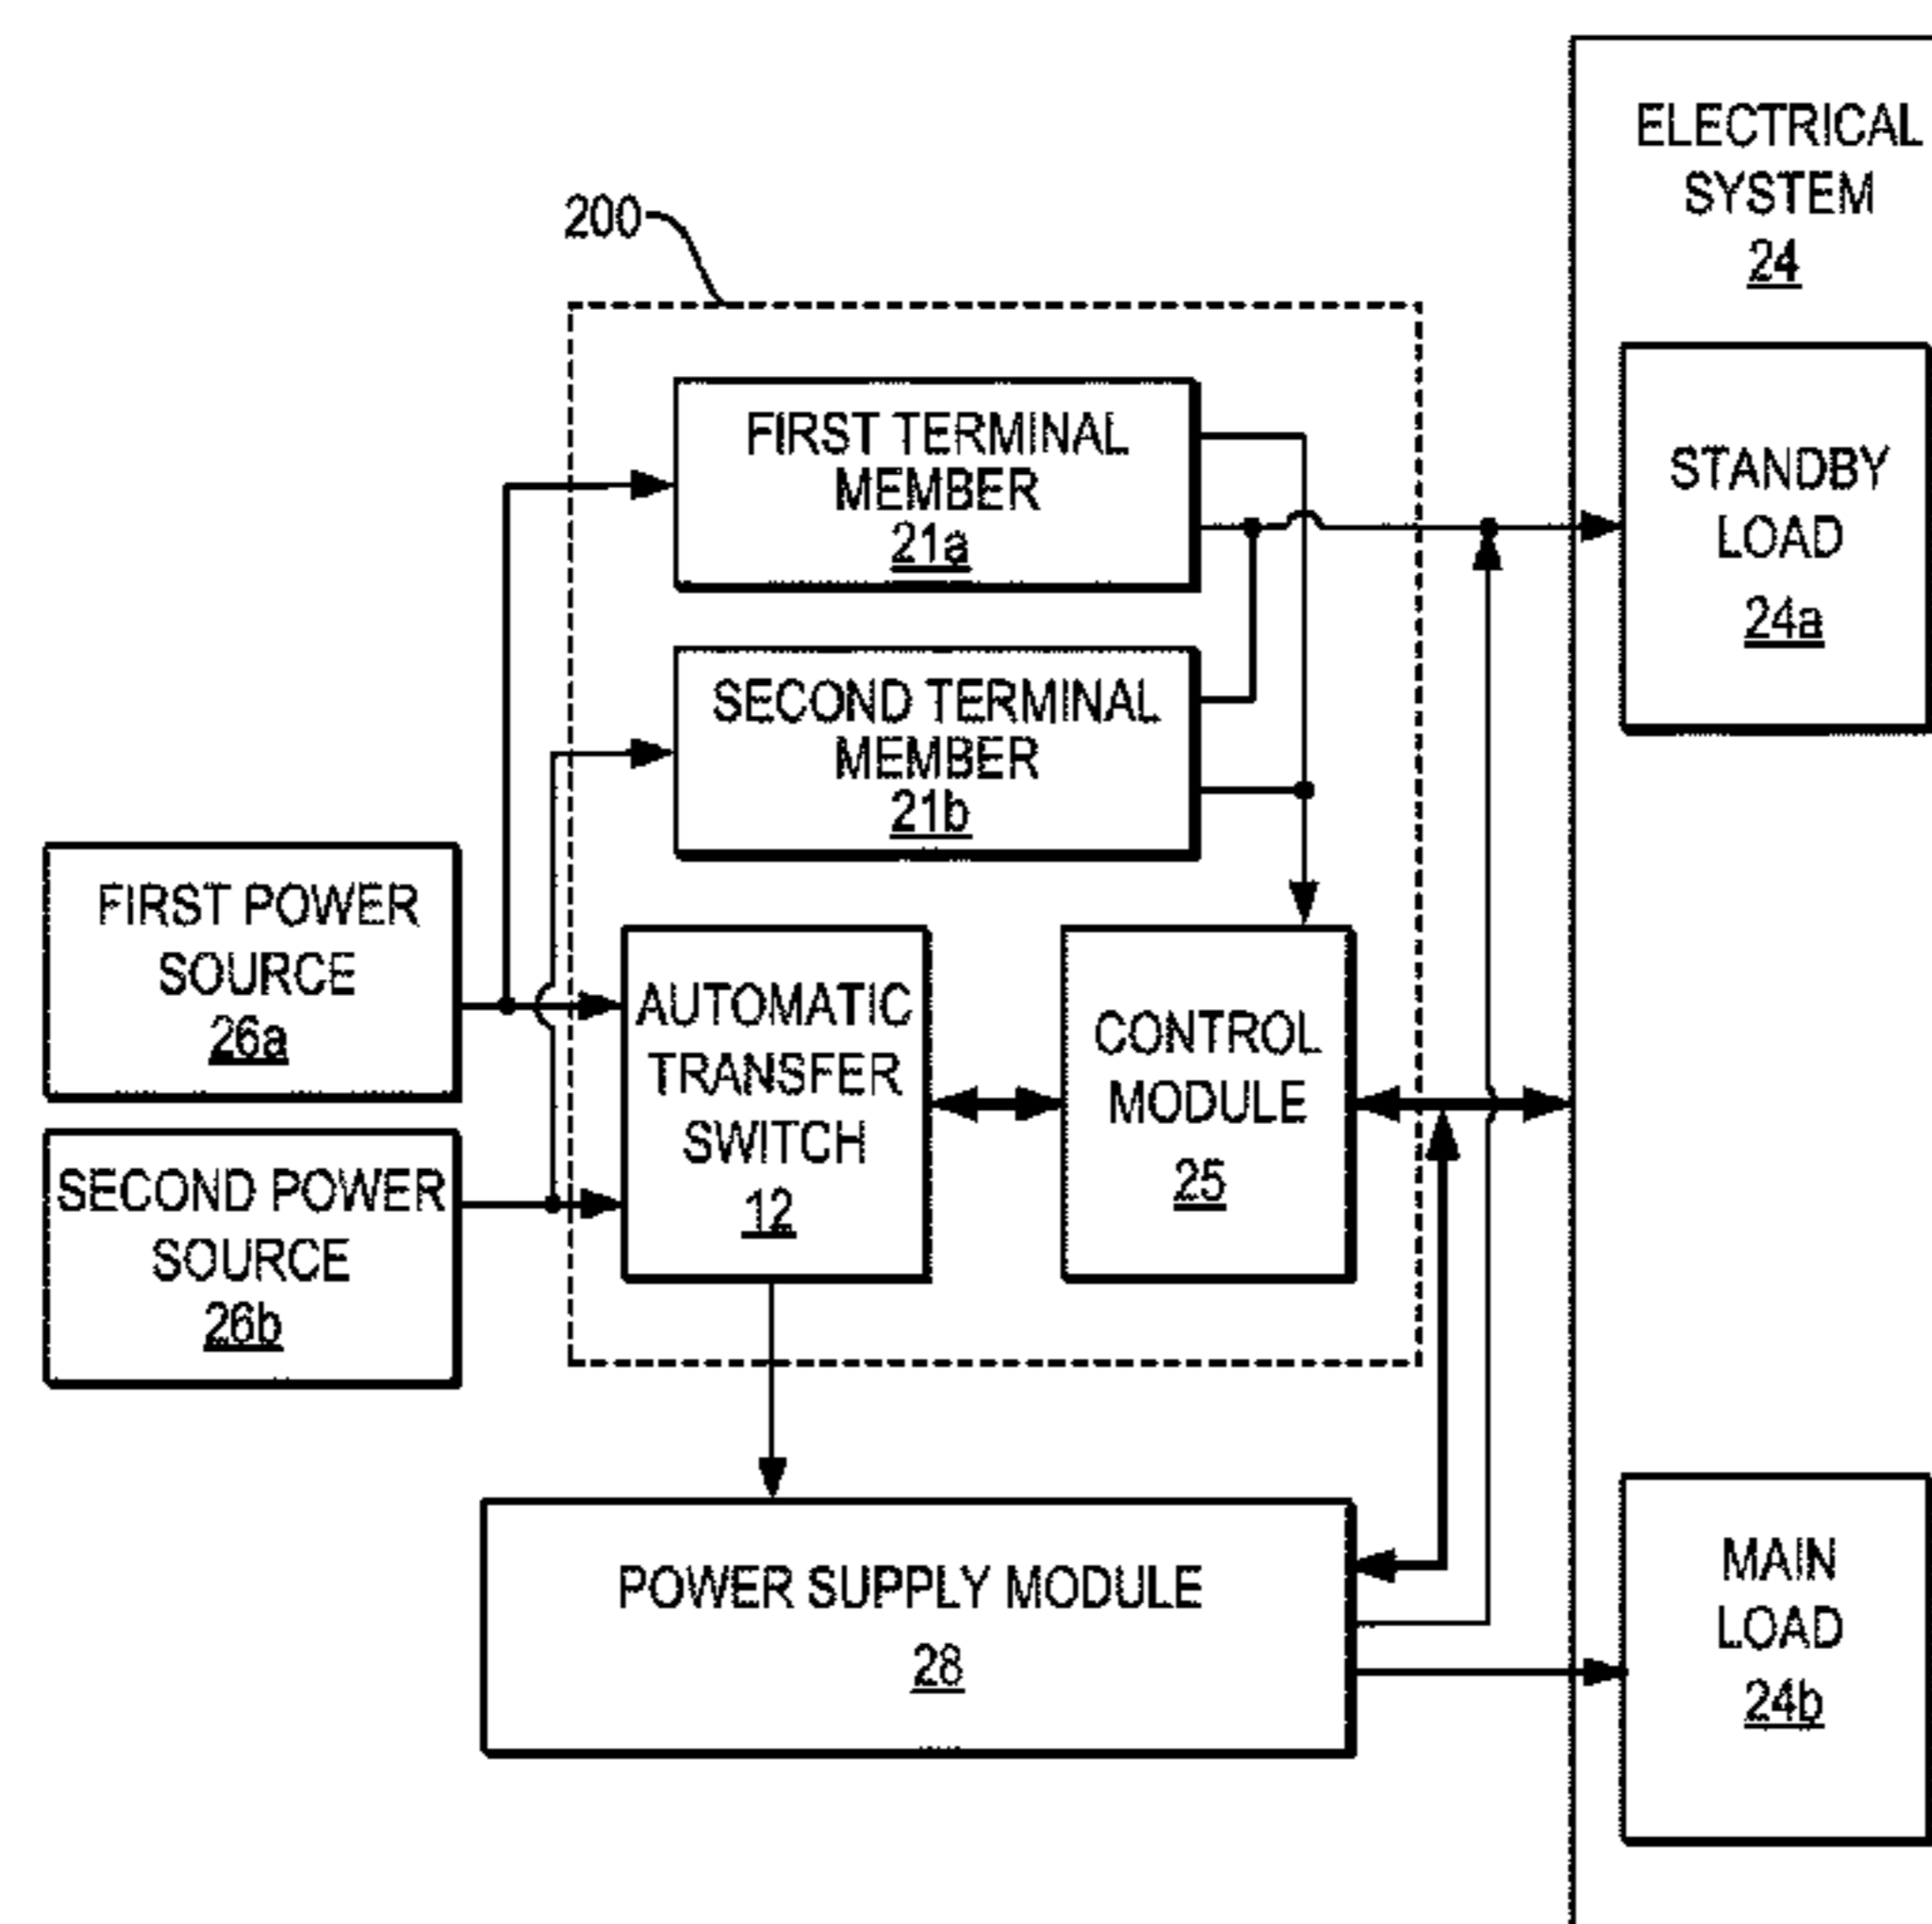 ELECTRICAL
SYSTEM
24
200
FIRST TERMINAL
MEMBER
21a
STANDBY
LOAD
24a
SECOND TERMINAL
MEMBER
21b
FIRST POWER
SOURCE
26a
AUTOMATIC
TRANSFER
SWITCH
12
CONTROL
MODULE
25
SECOND POWER
SOURCE
26b
POWER SUPPLY MODULE
28
MAIN
LOAD
24b